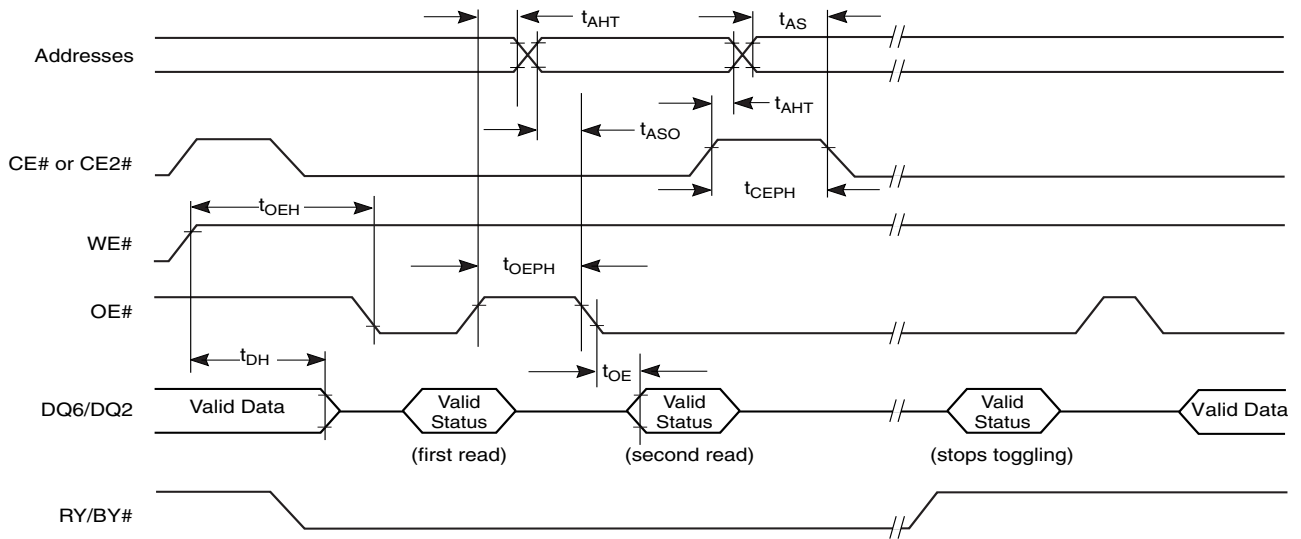 tAHT
tAS
Addresses
tAHT
tASO
CE# or CE2#
tCEPH
tOEH
WE#
tOEPH
OE#
tDH
tOE
DQ6/DQ2
Valid Data
Valid
Status
Valid
Status
Valid
Status
Valid Data
(first read)
(second read)
(stops toggling)
RY/BY#